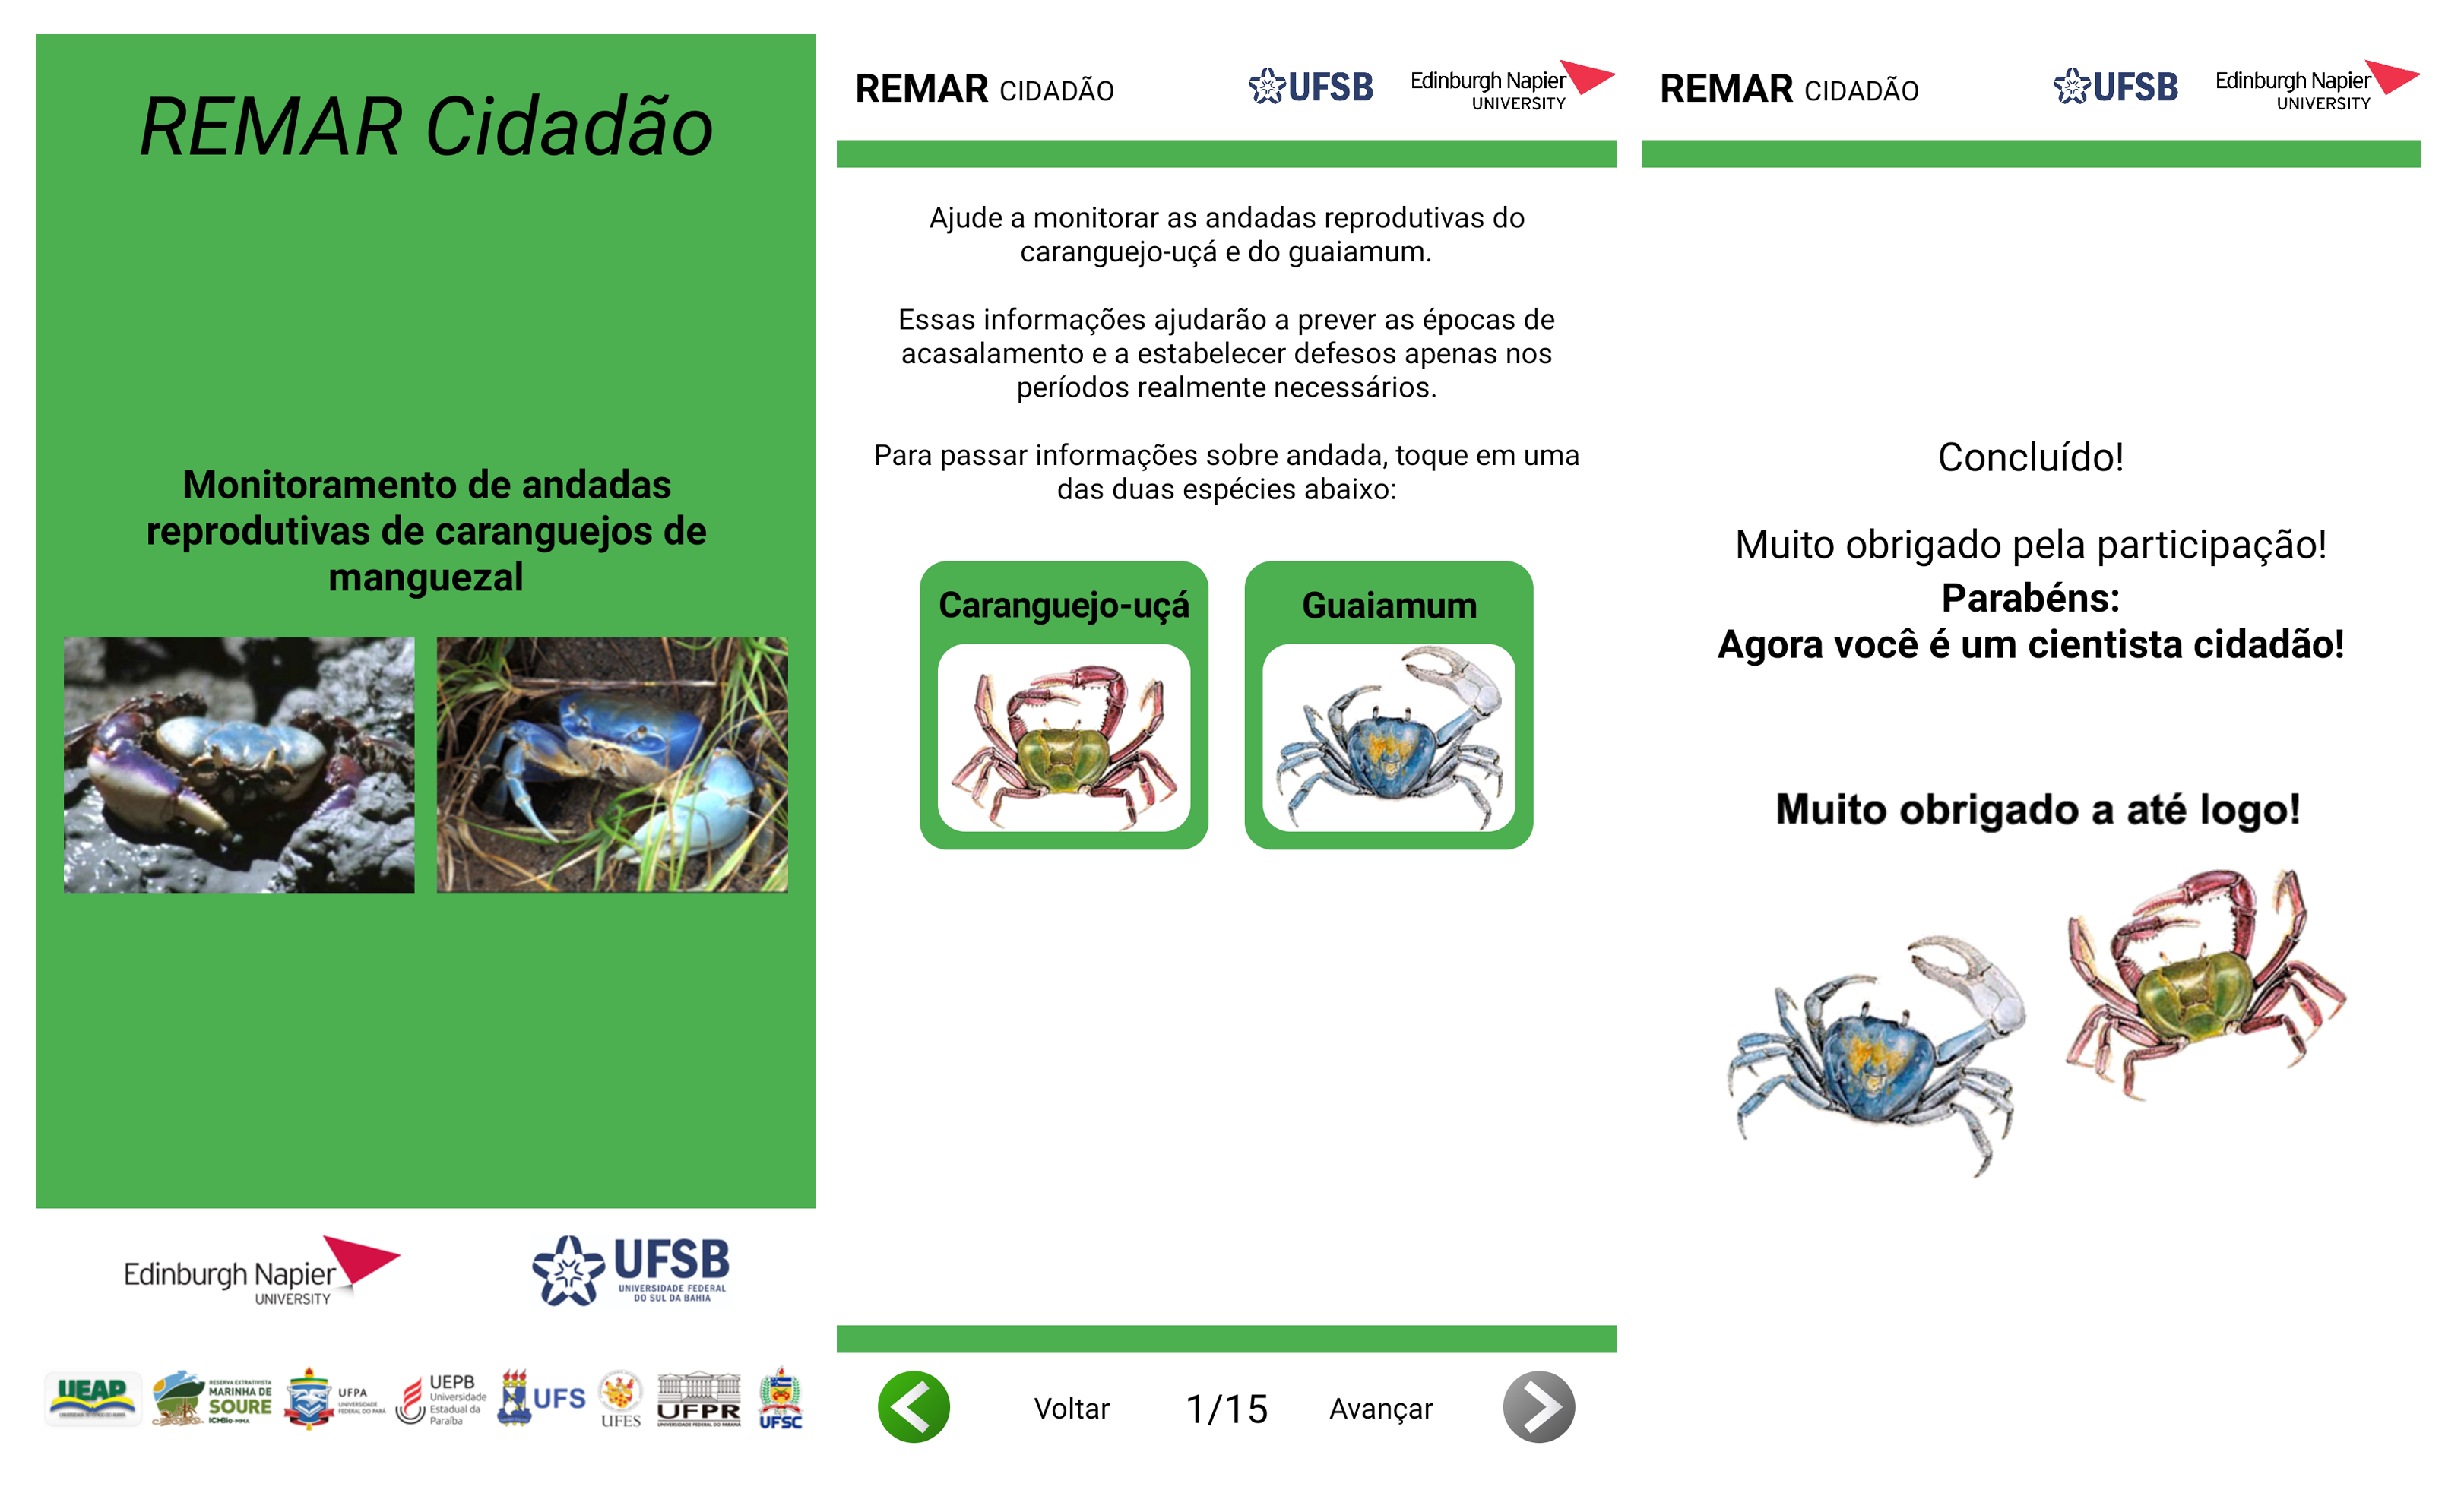 REMAR Cidadão
Monitoramento de andadas
reprodutivas de caranguejos de
manguezal
Edinburgh Napier
UNIVERSITY
UFSB
UNIVERSIDADE FEDERAL
DO SUL DA BAHIA
UEAP
RESERVA EXTRATIVISTA
MARINHA DE
SOURE
ICMBio-MMA
UFPA
UNIVERSIDADE
FEDERAL DO PARÁ
UEPB
Universidade
Estadual da
Paraíba
UFS
UFES
UFPR
UNIVERSIDADE FEDERAL DO PARANÁ
UFSC
REMAR CIDADÃO
UFSB
Edinburgh Napier
UNIVERSITY
Ajude a monitorar as andadas reprodutivas do
caranguejo-uçá e do guaiamum.
Essas informações ajudarão a prever as épocas de
acasalamento e a estabelecer defesos apenas nos
períodos realmente necessários.
Para passar informações sobre andada, toque em uma
das duas espécies abaixo:
Caranguejo-uçá
Guaiamum
Voltar
1/15
Avançar
REMAR CIDADÃO
UFSB
Edinburgh Napier
UNIVERSITY
Concluído!
Muito obrigado pela participação!
Parabéns:
Agora você é um cientista cidadão!
Muito obrigado a até logo!